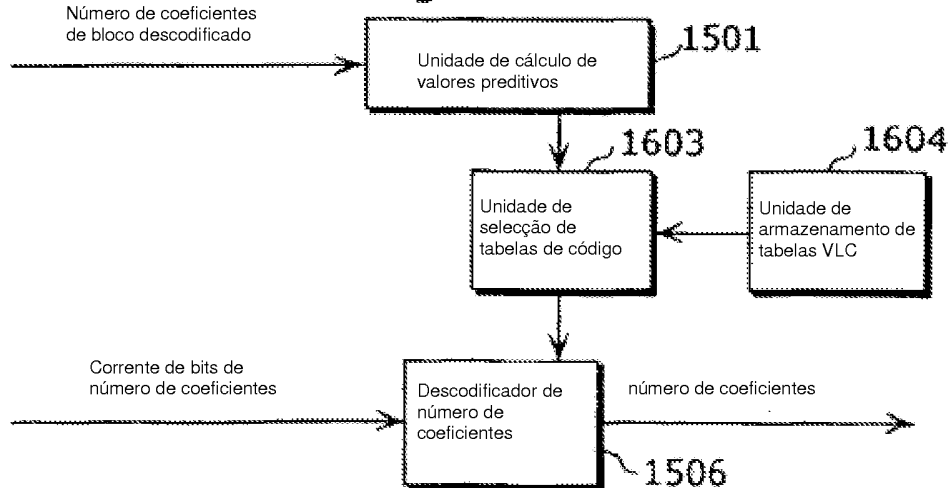 Número de coeficientes
de bloco descodificado
1501
Unidade de cálculo de
valores preditivos
1603
1604
Unidade de
selecção de
tabelas de código
Unidade de
armazenamento de
tabelas VLC
Corrente de bits de
número de coeficientes
Descodificador de
número de
coeficientes
número de coeficientes
1506